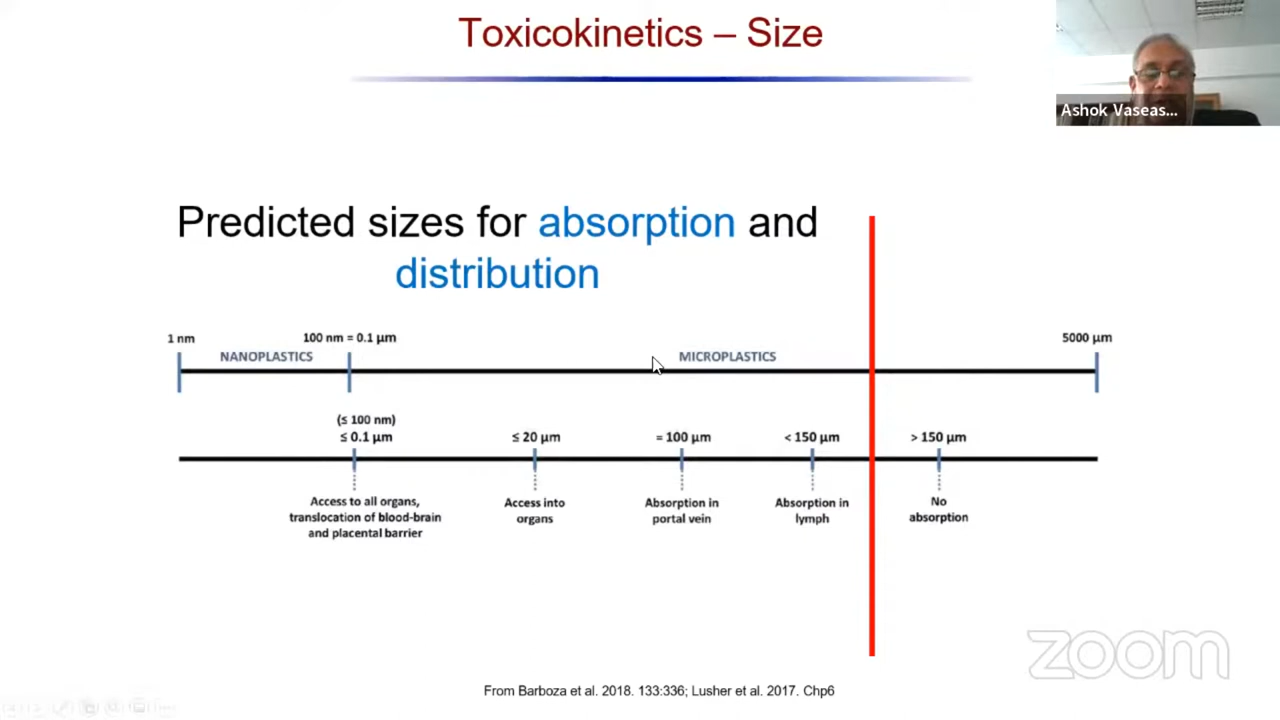 Toxicokinetics – Size
Ashok Vaseas...
Predicted sizes for absorption and
distribution
1 nm
100 nm = 0.1 µm
5000 µm
NANOPLASTICS
MICROPLASTICS
(≤ 100 nm)
≤ 0.1 µm
≤ 20 µm
= 100 µm
< 150 µm
> 150 µm
Access to all organs,
translocation of blood-brain
and placental barrier
Access into
organs
Absorption in
portal vein
Absorption in
lymph
No
absorption
zoom
From Barboza et al. 2018. 133:336; Lusher et al. 2017. Chp6